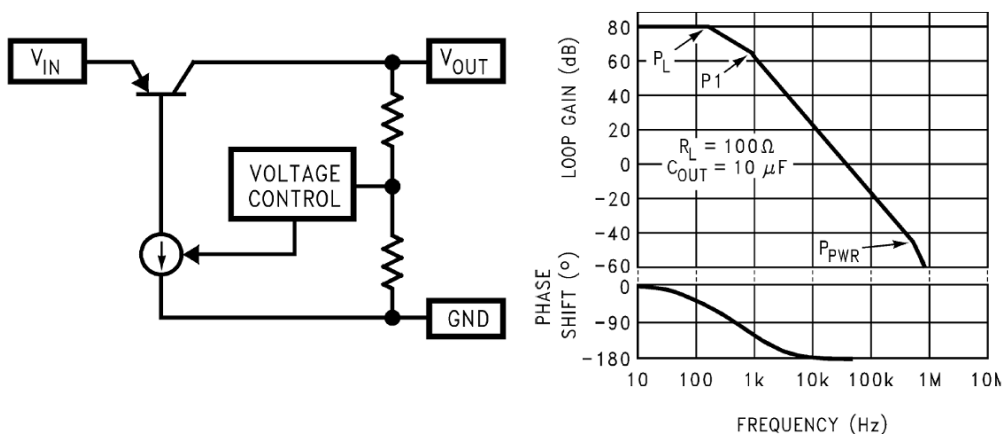 V_IN
V_OUT
VOLTAGE
CONTROL
GND
LOOP GAIN (dB)
80
60
40
20
0
-20
-40
-60
P_L
P1
R_L = 100Ω
C_OUT = 10 μF
P_PWR
PHASE
SHIFT (°)
0
-90
-180
10 100 1k 10k 100k 1M 10M
FREQUENCY (Hz)